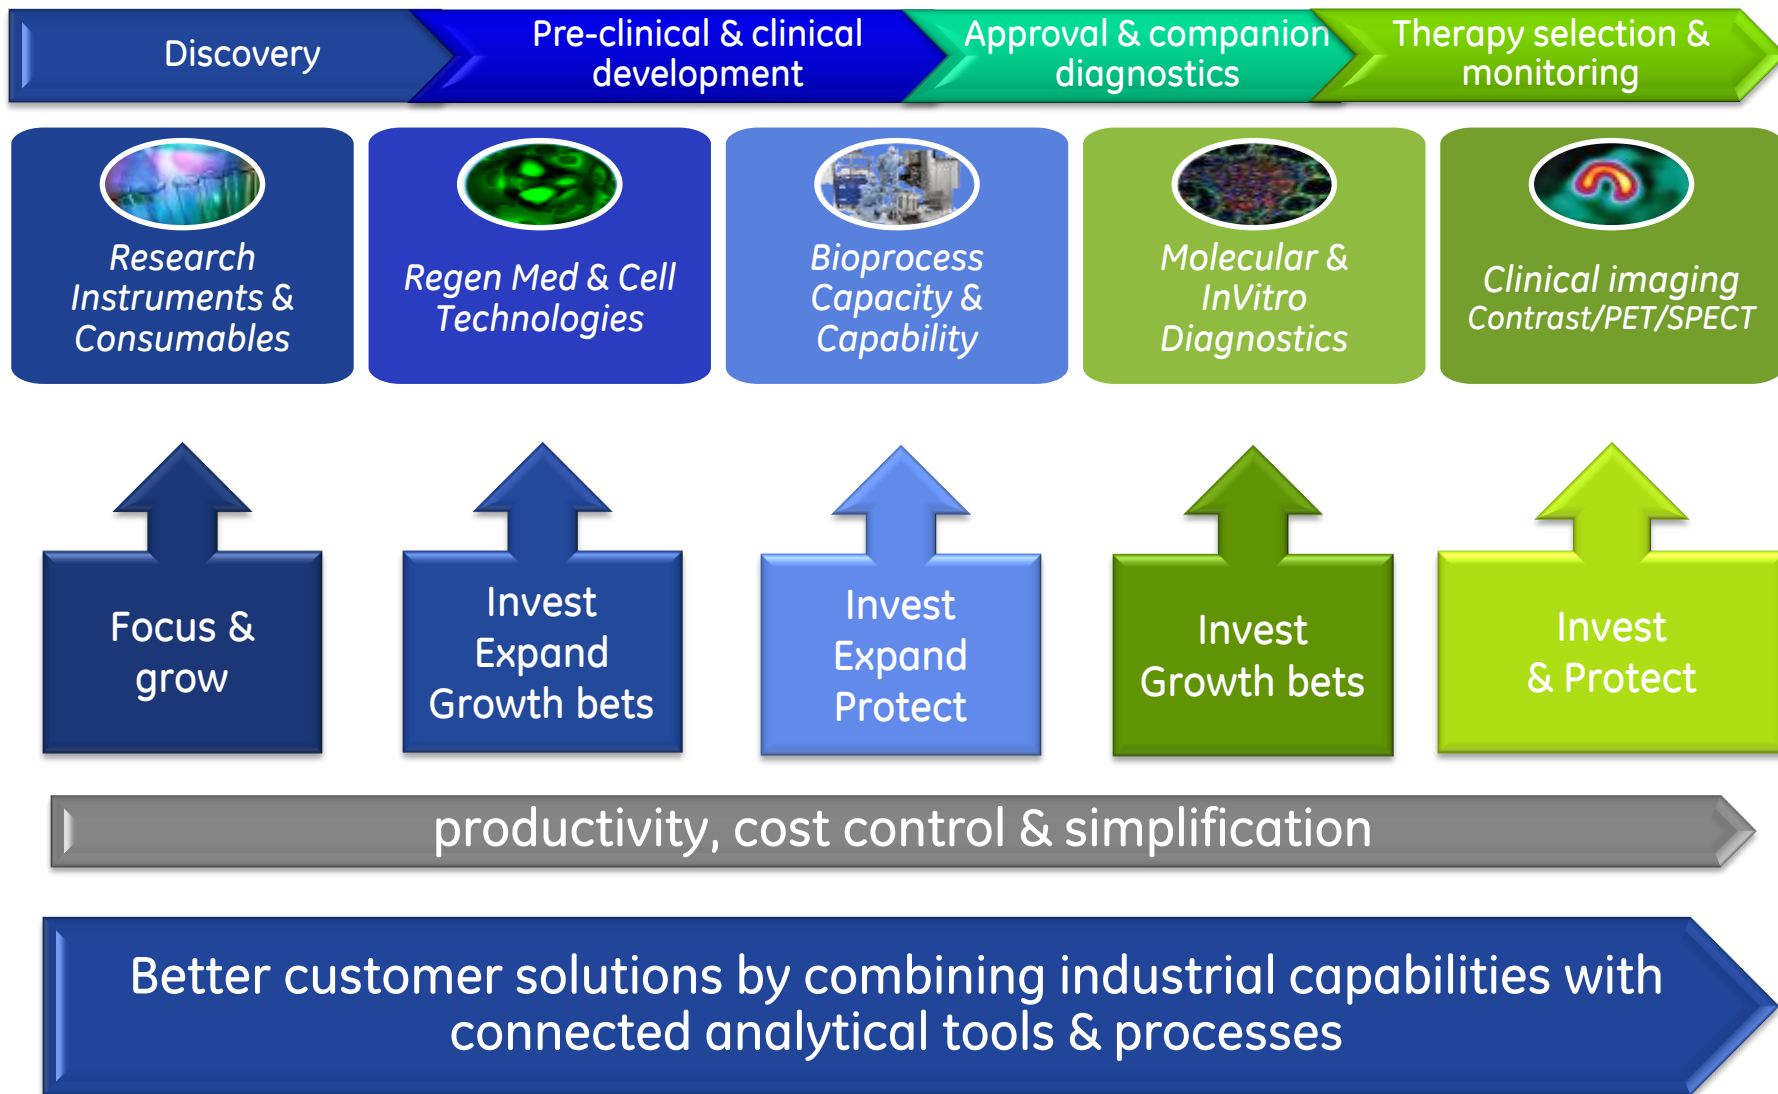 Discovery
Pre-clinical & clinical
development
Approval & companion
diagnostics
Therapy selection &
monitoring
Research
Instruments &
Consumables
Regen Med & Cell
Technologies
Bioprocess
Capacity &
Capability
Molecular &
InVitro
Diagnostics
Clinical imaging
Contrast/PET/SPECT
Focus &
grow
Invest
Expand
Growth bets
Invest
Expand
Protect
Invest
Growth bets
Invest
& Protect
productivity, cost control & simplification
Better customer solutions by combining industrial capabilities with
connected analytical tools & processes